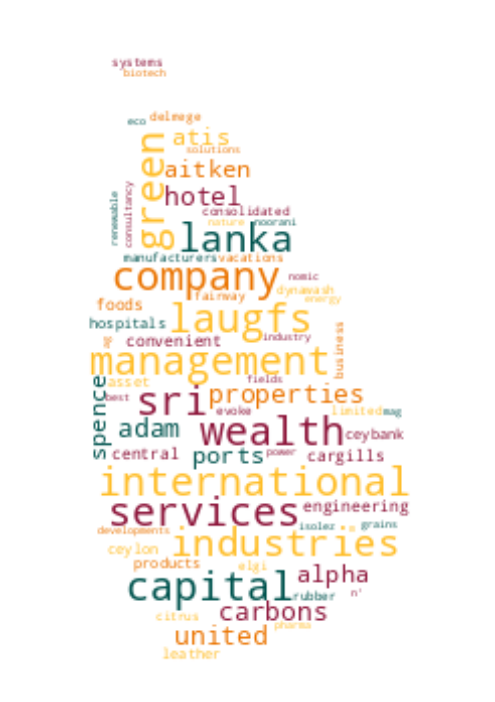 systems
biotech
eco delmege
green
atis
solutions
aitken
renewable
consultancy
hotel
consolidated
nature noorani
lanka
manufacturers vacations
company
nomic
dynawash
fairway energy
foods
laugfs
hospitals
industry
ag convenient
business
management
asset
fields
best
spence
sri properties
evoke limited mag
adam wealth ceybank
central ports power cargills
international
services engineering
isolez grains
developments
ceylon industries
products elgi
alpha
capital rubber n'
carbons
citrus
pharma
united
leather